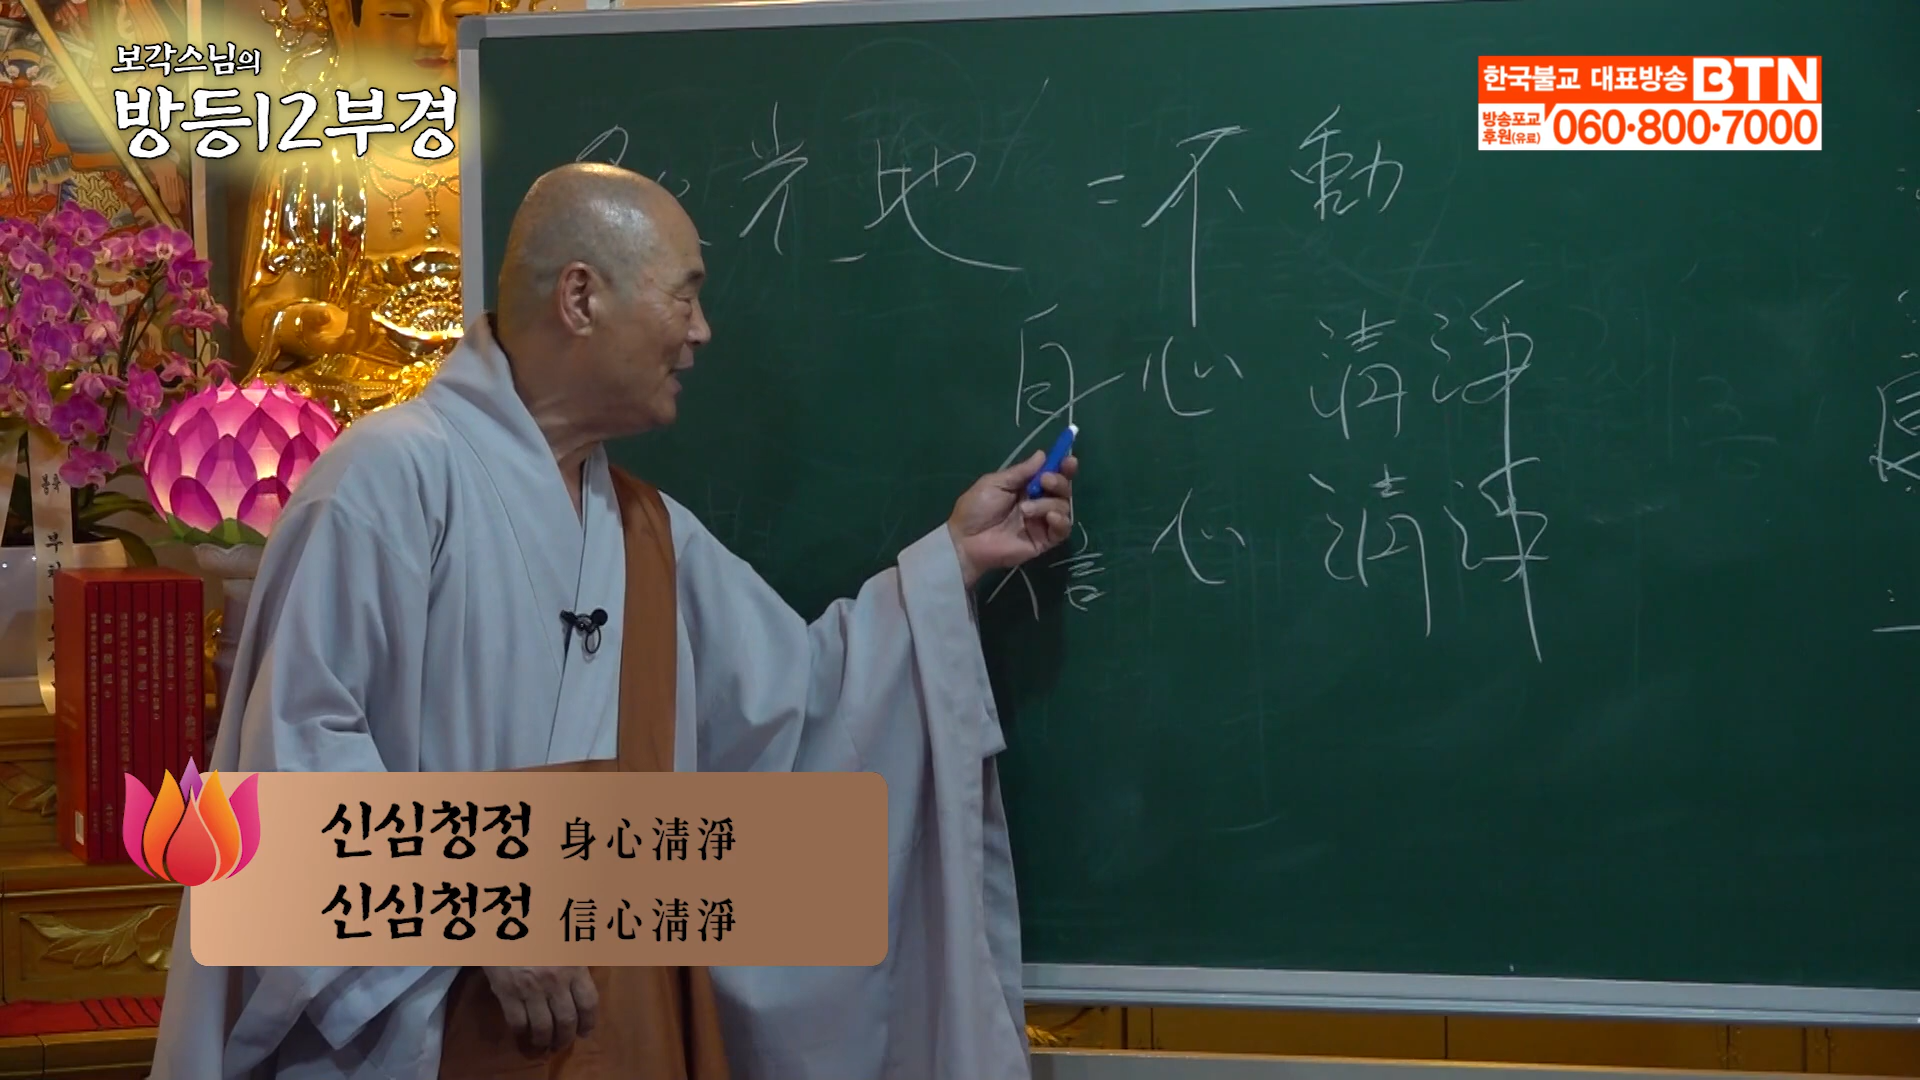 보각스님의
방등12부경
한국불교 대표방송 BTN
방송포교
후원(유료) 060·800·7000
光 地 = 不 動
身 心 清 淨
信 心 清 淨
신심청정 身心淸淨
신심청정 信心淸淨